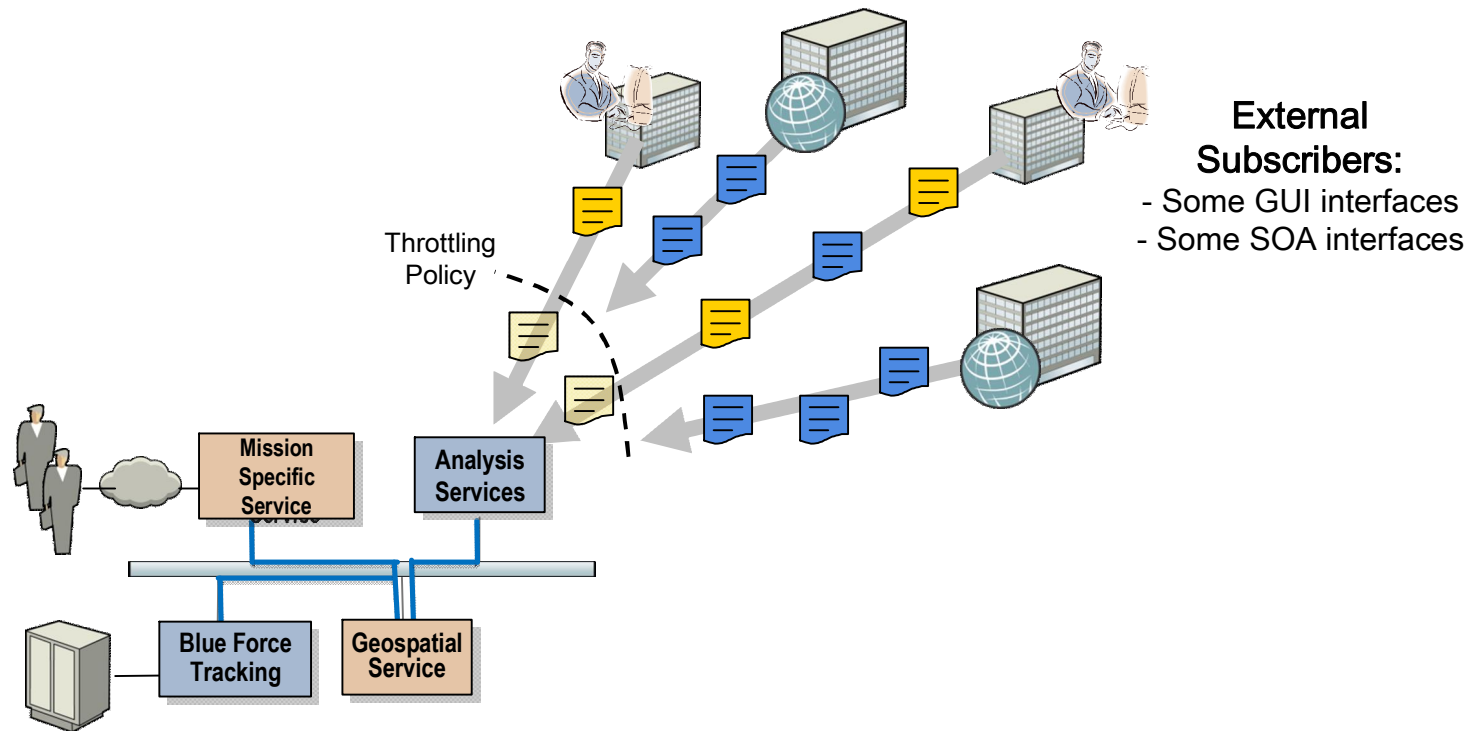 External
Subscribers:
- Some GUI interfaces
- Some SOA interfaces
Throttling
Policy
Mission
Specific
Service
Service
Analysis
Services
Blue Force
Tracking
Geospatial
Service